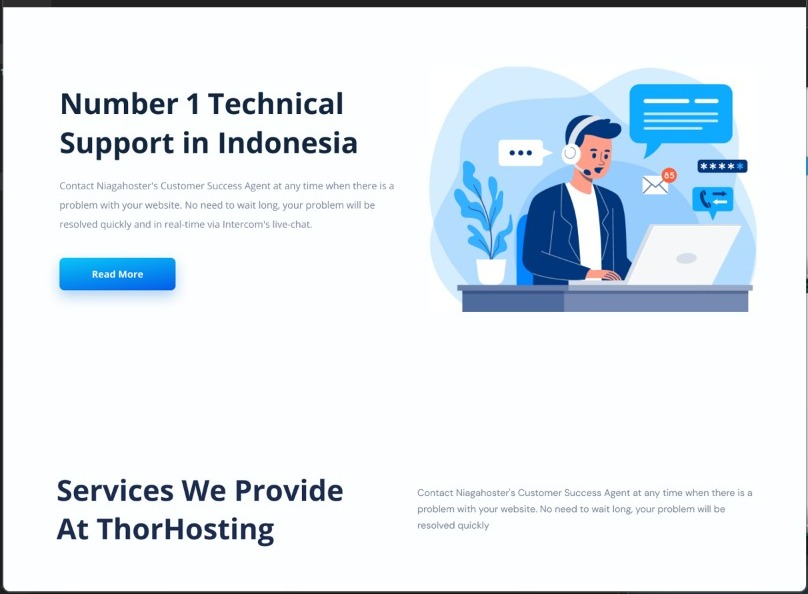 Number 1 Technical
Support in Indonesia
Contact Niagahoster's Customer Success Agent at any time when there is a
problem with your website. No need to wait long, your problem will be
resolved quickly and in real-time via Intercom's live-chat.
Read More
85
*****
Services We Provide
At ThorHosting
Contact Niagahoster's Customer Success Agent at any time when there is a
problem with your website. No need to wait long, your problem will be
resolved quickly